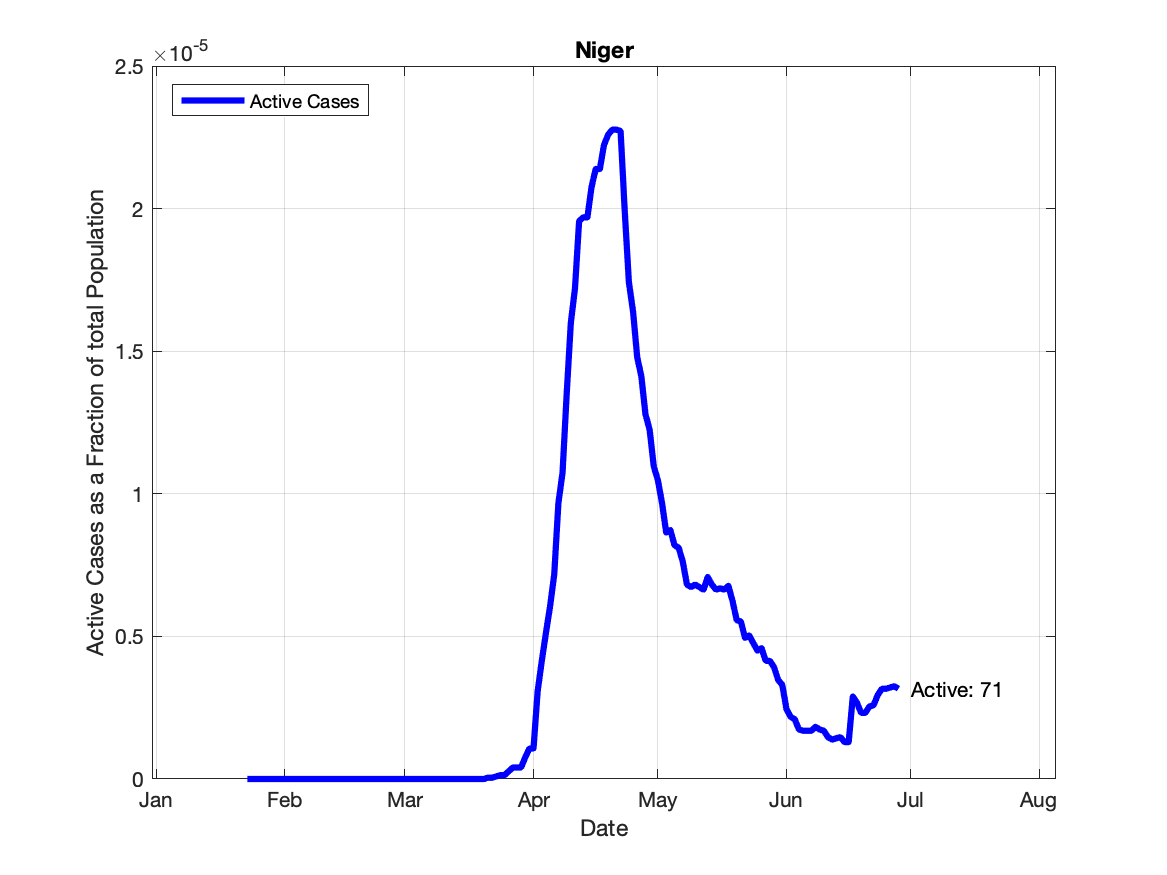 Niger
×10-5
2.5
2
1.5
1
0.5
0
Active Cases as a Fraction of total Population
Active Cases
Active: 71
Jan Feb Mar Apr May Jun Jul Aug
Date